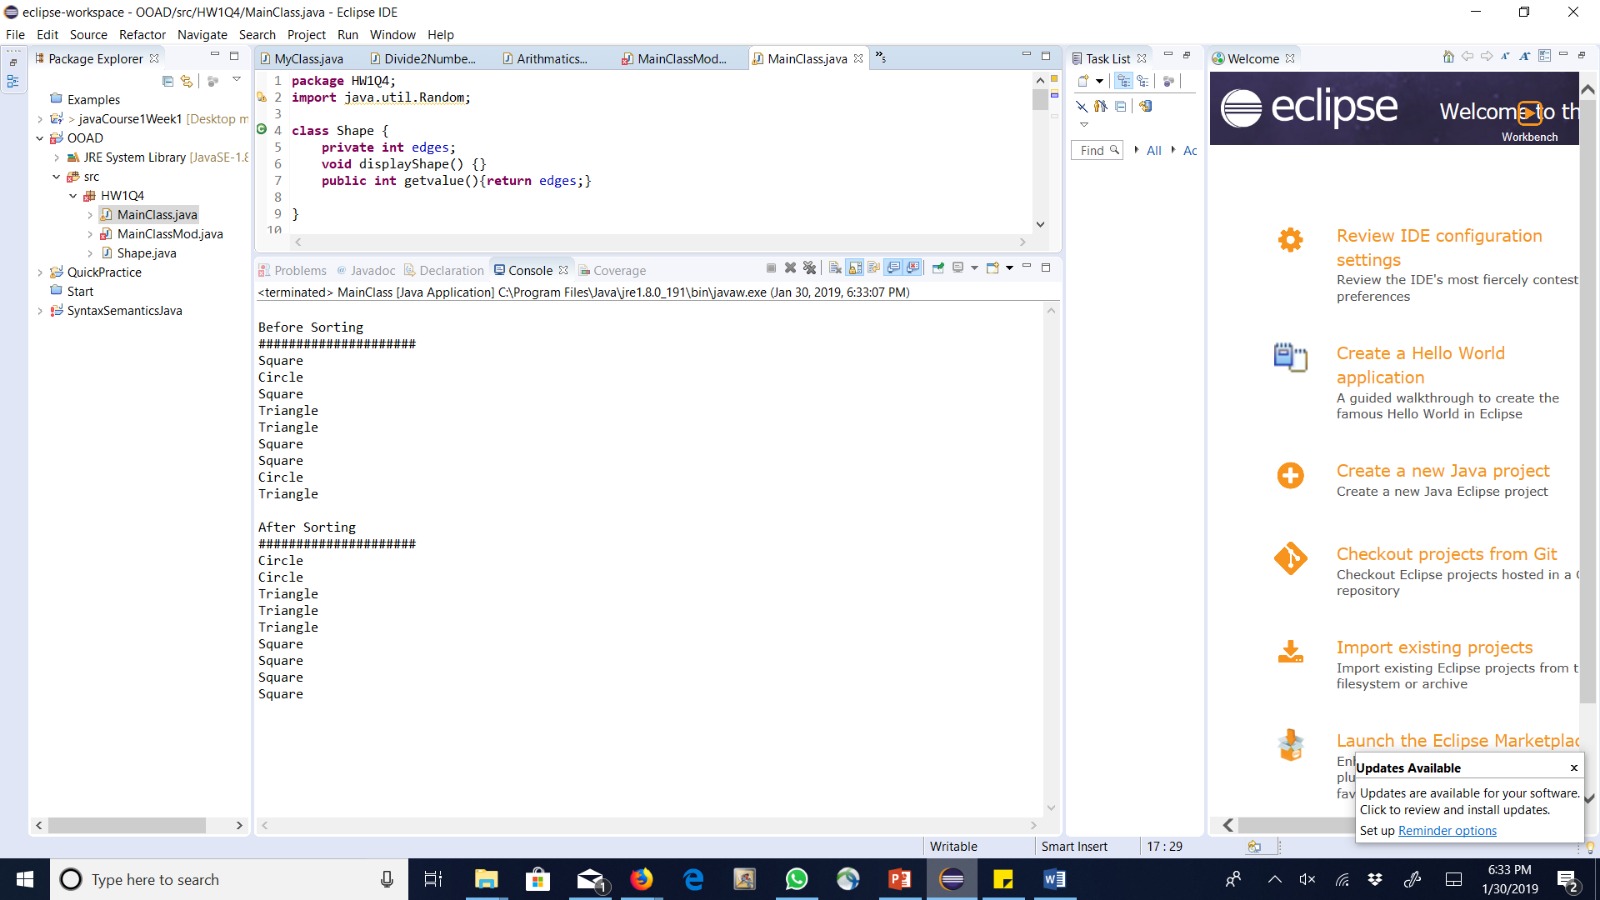 eclipse-workspace - OOAD/src/HW1Q4/MainClass.java - Eclipse IDE
File Edit Source Refactor Navigate Search Project Run Window Help
Package Explorer
Examples
> javaCourse1Week1 [Desktop m
OOAD
JRE System Library [JavaSE-1.8
src
HW1Q4
MainClass.java
MainClassMod.java
Shape.java
QuickPractice
Start
SyntaxSemanticsJava
MyClass.java Divide2Numbe... Arithmatics... MainClassMod... MainClass.java »5
1 package HW1Q4;
2 import java.util.Random;
3
4 class Shape {
5 private int edges;
6 void displayShape() {}
7 public int getvalue(){return edges;}
8
9 }
10
Problems @ Javadoc Declaration Console Coverage
<terminated> MainClass [Java Application] C:\Program Files\Java\jre1.8.0_191\bin\javaw.exe (Jan 30, 2019, 6:33:07 PM)
Before Sorting
#####################
Square
Circle
Square
Triangle
Triangle
Square
Square
Circle
Triangle
After Sorting
#####################
Circle
Circle
Triangle
Triangle
Triangle
Square
Square
Square
Square
Task List
Find All Ac
Welcome
eclipse Welcome to th
Workbench
Review IDE configuration
settings
Review the IDE's most fiercely contest
preferences
Create a Hello World
application
A guided walkthrough to create the
famous Hello World in Eclipse
Create a new Java project
Create a new Java Eclipse project
Checkout projects from Git
Checkout Eclipse projects hosted in a
repository
Import existing projects
Import existing Eclipse projects from t
filesystem or archive
Launch the Eclipse Marketplac
Enl
plu
fav
Updates Available x
Updates are available for your software.
Click to review and install updates.
Set up Reminder options
Writable Smart Insert 17 : 29
Type here to search
1
6:33 PM
1/30/2019
2